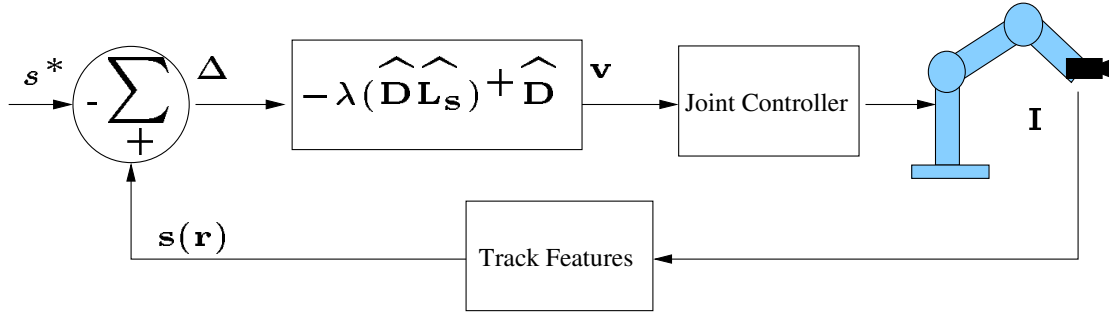 s*
-
∑
+
Δ
-λ(D̂L̂ₛ)⁺D̂
v
Joint Controller
I
s(r)
Track Features